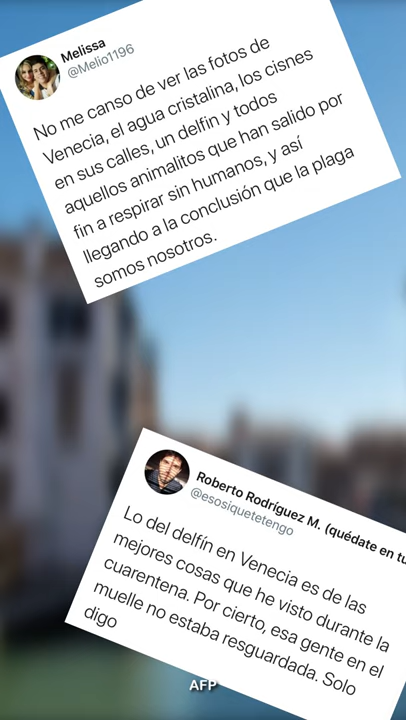 Melissa
@Melio1196
No me canso de ver las fotos de
Venecia, el agua cristalina, los cisnes
en sus calles, un delfin y todos
aquellos animalitos que han salido por
fin a respirar sin humanos, y así
llegando a la conclusión que la plaga
somos nosotros.
Roberto Rodríguez M. (quédate en tu
@esosiquetetengo
Lo del delfín en Venecia es de las
mejores cosas que he visto durante la
cuarentena. Por cierto, esa gente en el
muelle no estaba resguardada. Solo
digo
AFP